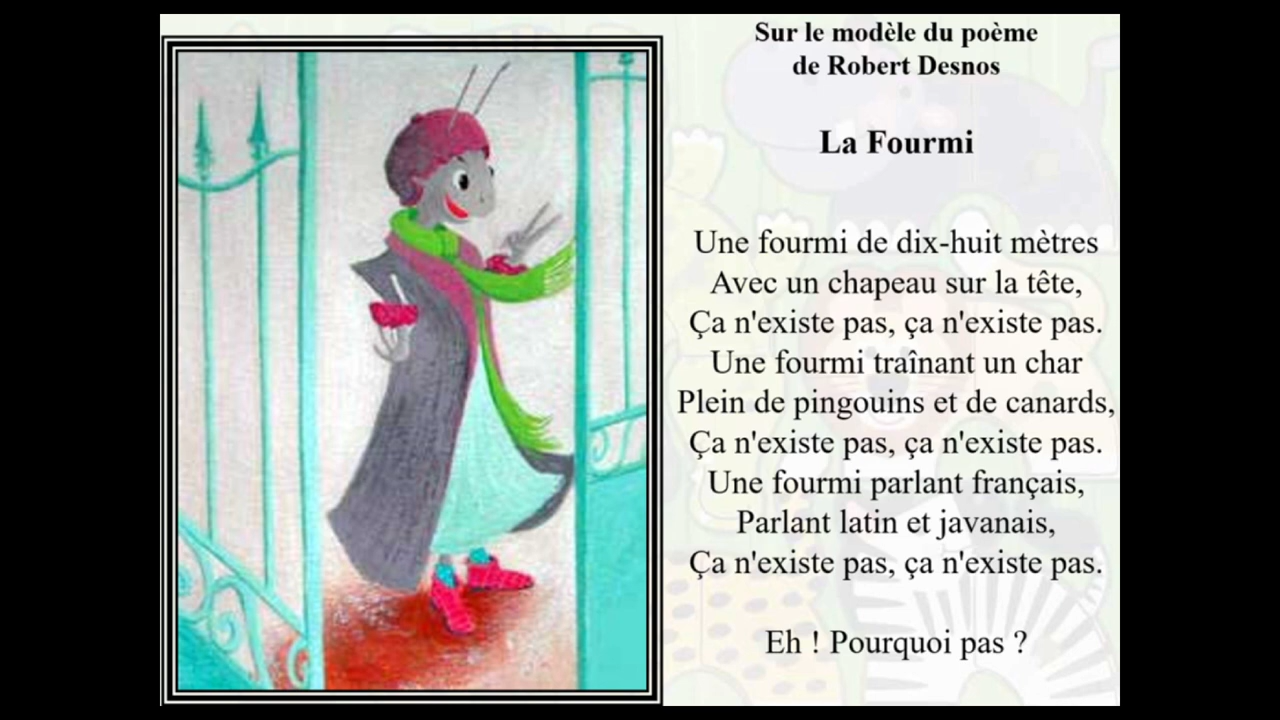 Sur le modèle du poème
de Robert Desnos
La Fourmi
Une fourmi de dix-huit mètres
Avec un chapeau sur la tête,
Ça n'existe pas, ça n'existe pas.
Une fourmi traînant un char
Plein de pingouins et de canards,
Ça n'existe pas, ça n'existe pas.
Une fourmi parlant français,
Parlant latin et javanais,
Ça n'existe pas, ça n'existe pas.
Eh ! Pourquoi pas ?